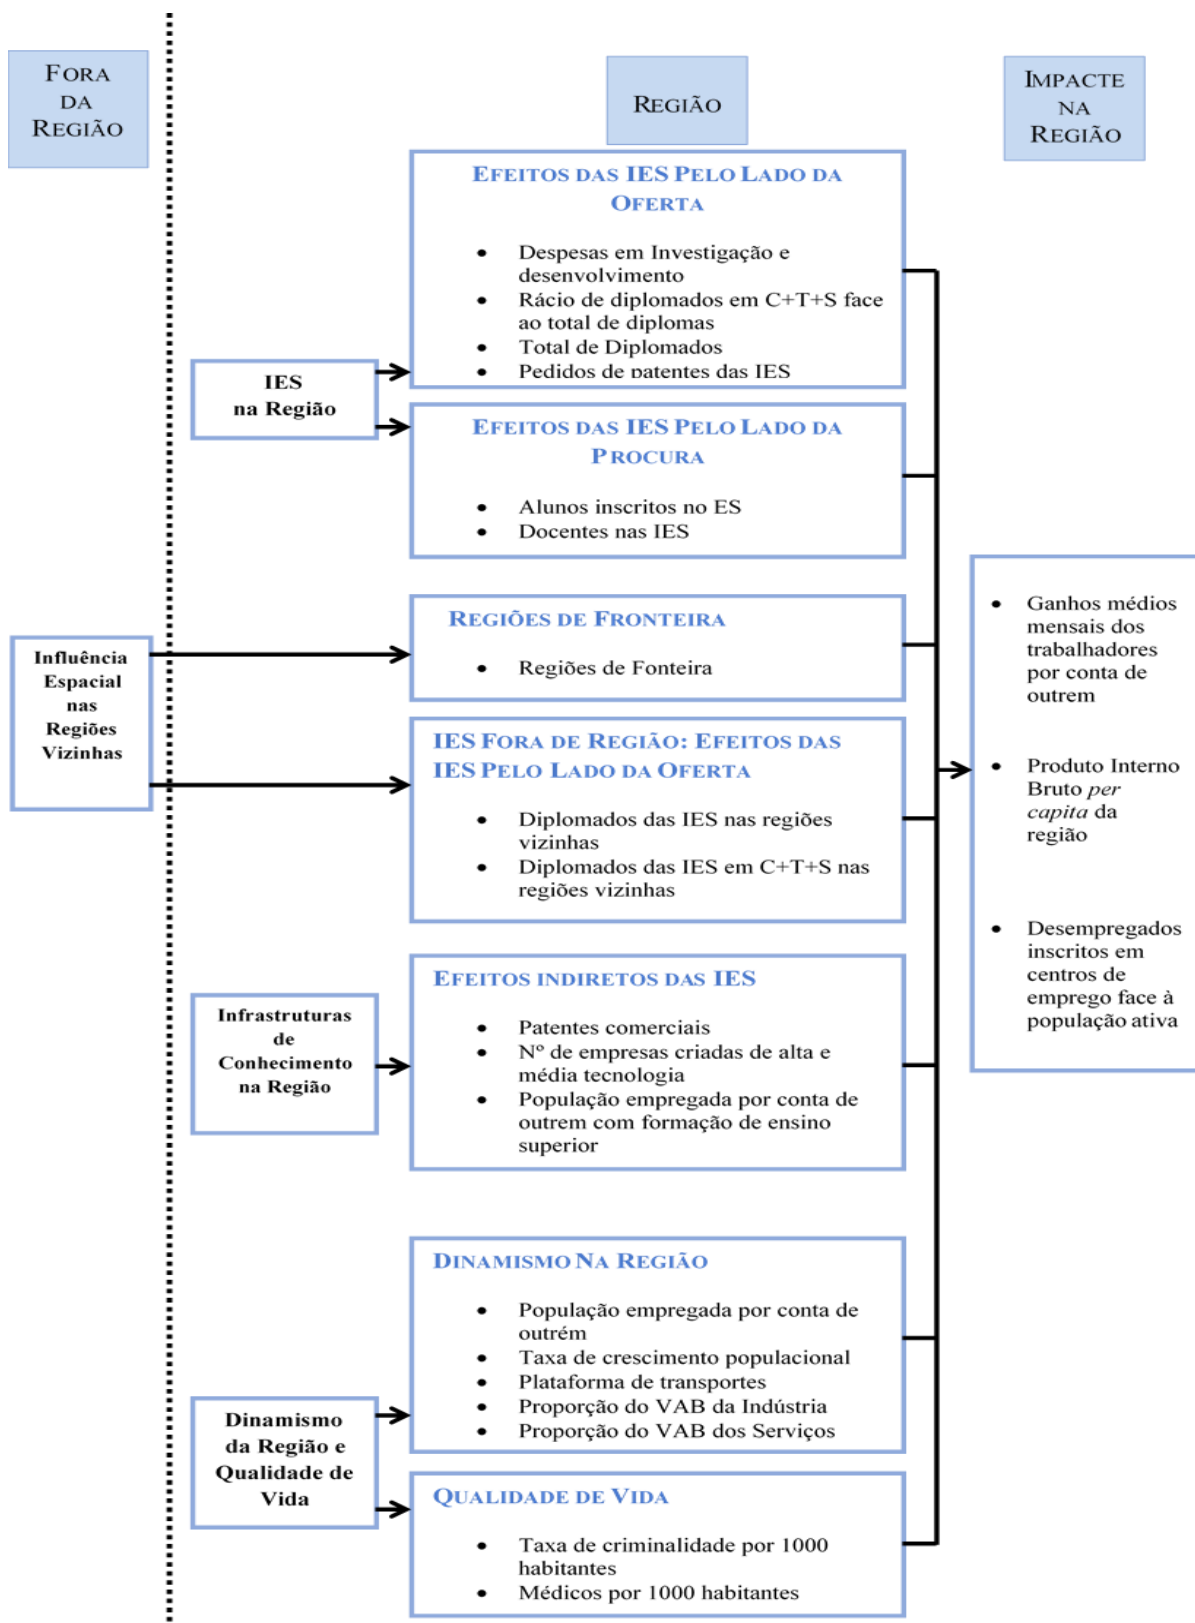 FORA
DA
REGIÃO
REGIÃO
IMPACTE
NA
REGIÃO
EFEITOS DAS IES PELO LADO DA
OFERTA
• Despesas em Investigação e
desenvolvimento
• Rácio de diplomados em C+T+S face
ao total de diplomas
• Total de Diplomados
• Pedidos de patentes das IES
IES
na Região
EFEITOS DAS IES PELO LADO DA
PROCURA
• Alunos inscritos no ES
• Docentes nas IES
Influência
Espacial
nas
Regiões
Vizinhas
REGIÕES DE FRONTEIRA
• Regiões de Fonteira
IES FORA DE REGIÃO: EFEITOS DAS
IES PELO LADO DA OFERTA
• Diplomados das IES nas regiões
vizinhas
• Diplomados das IES em C+T+S nas
regiões vizinhas
• Ganhos médios
mensais dos
trabalhadores
por conta de
outrem
• Produto Interno
Bruto per
capita da
região
• Desempregados
inscritos em
centros de
emprego face à
população ativa
Infrastruturas
de
Conhecimento
na Região
EFEITOS INDIRETOS DAS IES
• Patentes comerciais
• Nº de empresas criadas de alta e
média tecnologia
• População empregada por conta de
outrem com formação de ensino
superior
Dinamismo
da Região e
Qualidade de
Vida
DINAMISMO NA REGIÃO
• População empregada por conta de
outrém
• Taxa de crescimento populacional
• Plataforma de transportes
• Proporção do VAB da Indústria
• Proporção do VAB dos Serviços
QUALIDADE DE VIDA
• Taxa de criminalidade por 1000
habitantes
• Médicos por 1000 habitantes